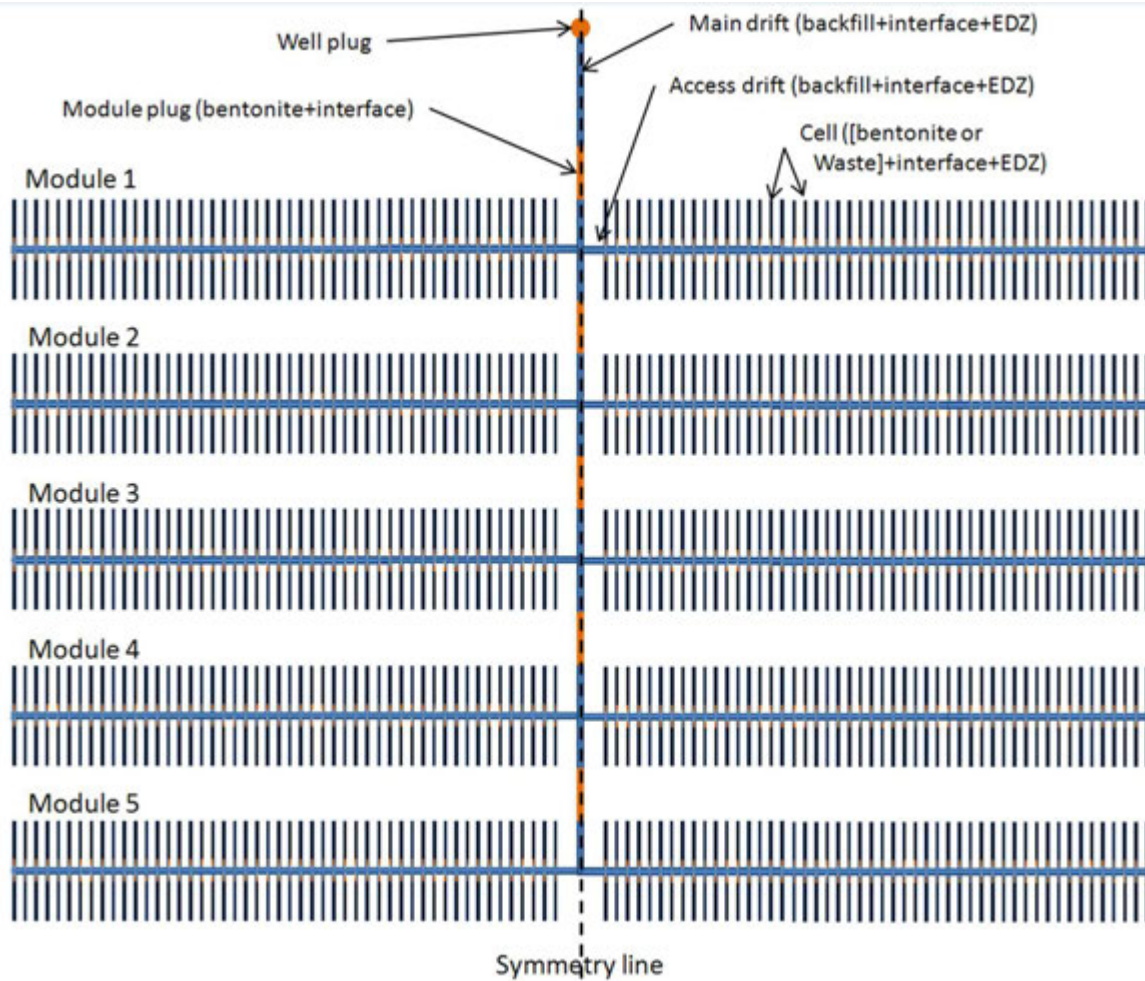 Well plug
Main drift (backfill+interface+EDZ)
Access drift (backfill+interface+EDZ)
Module plug (bentonite+interface)
Cell ([bentonite or
Waste]+interface+EDZ)
Module 1
Module 2
Module 3
Module 4
Module 5
Symmetry line